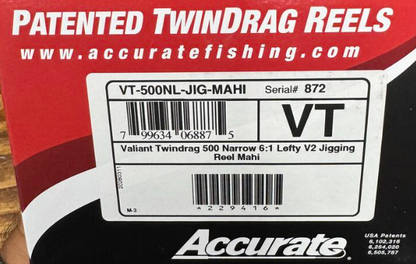 PATENTED TWINDRAG REELS
www.accuratefishing.com
VT-500NL-JIG-MAHI Serial# 872
7 99634 06887 5
VT
Valiant Twindrag 500 Narrow 6:1 Lefty V2 Jigging
Reel Mahi
*229416*
M-3
Accurate
USA Patents
6,102,316
6,254,020
6,505,787